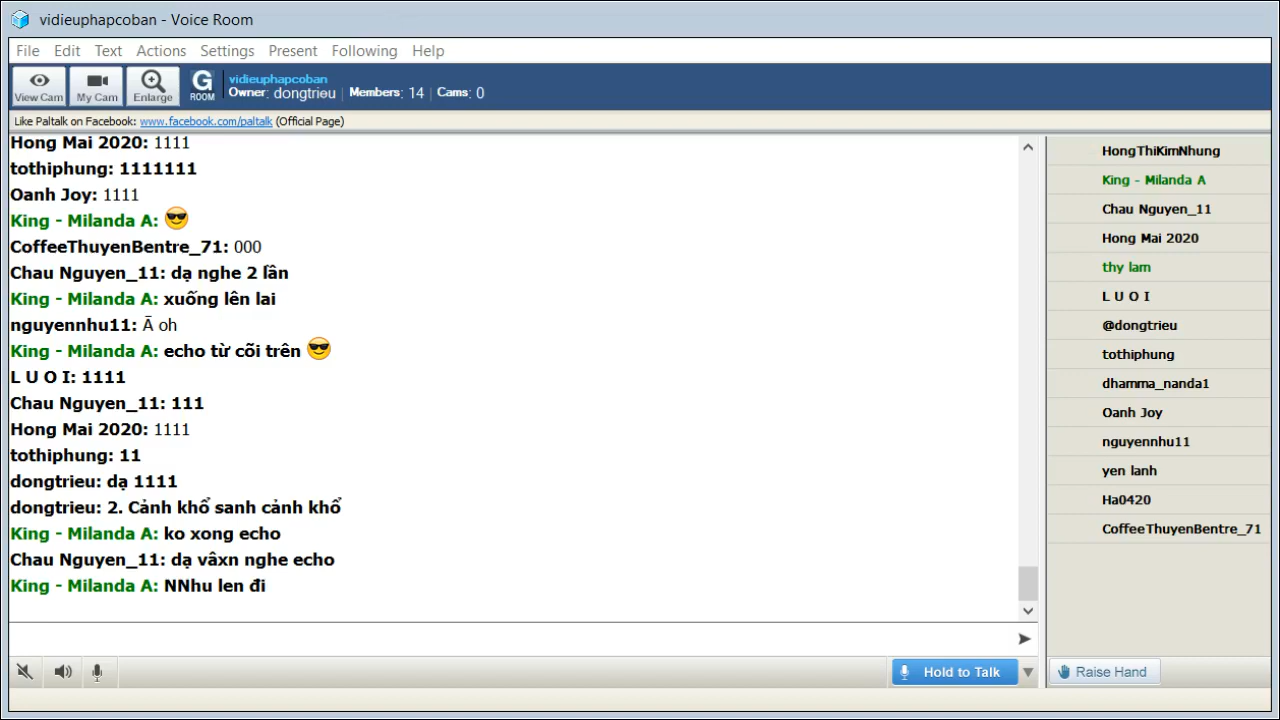 vidieuphapcoban - Voice Room
File Edit Text Actions Settings Present Following Help
View Cam My Cam Enlarge G ROOM
vidieuphapcoban
Owner: dongtrieu | Members: 14 | Cams: 0
Like Paltalk on Facebook: www.facebook.com/paltalk (Official Page)
Hong Mai 2020: 1111
tothiphung: 1111111
Oanh Joy: 1111
King - Milanda A: 😎
CoffeeThuyenBentre_71: 000
Chau Nguyen_11: dạ nghe 2 lần
King - Milanda A: xuống lên lai
nguyennhu11: Ā oh
King - Milanda A: echo từ cõi trên 😎
L U O I: 1111
Chau Nguyen_11: 111
Hong Mai 2020: 1111
tothiphung: 11
dongtrieu: dạ 1111
dongtrieu: 2. Cảnh khổ sanh cảnh khổ
King - Milanda A: ko xong echo
Chau Nguyen_11: dạ vâxn nghe echo
King - Milanda A: NNhu len đi
Hold to Talk
HongThiKimNhung
King - Milanda A
Chau Nguyen_11
Hong Mai 2020
thy lam
L U O I
@dongtrieu
tothiphung
dhamma_nanda1
Oanh Joy
nguyennhu11
yen lanh
Ha0420
CoffeeThuyenBentre_71
Raise Hand